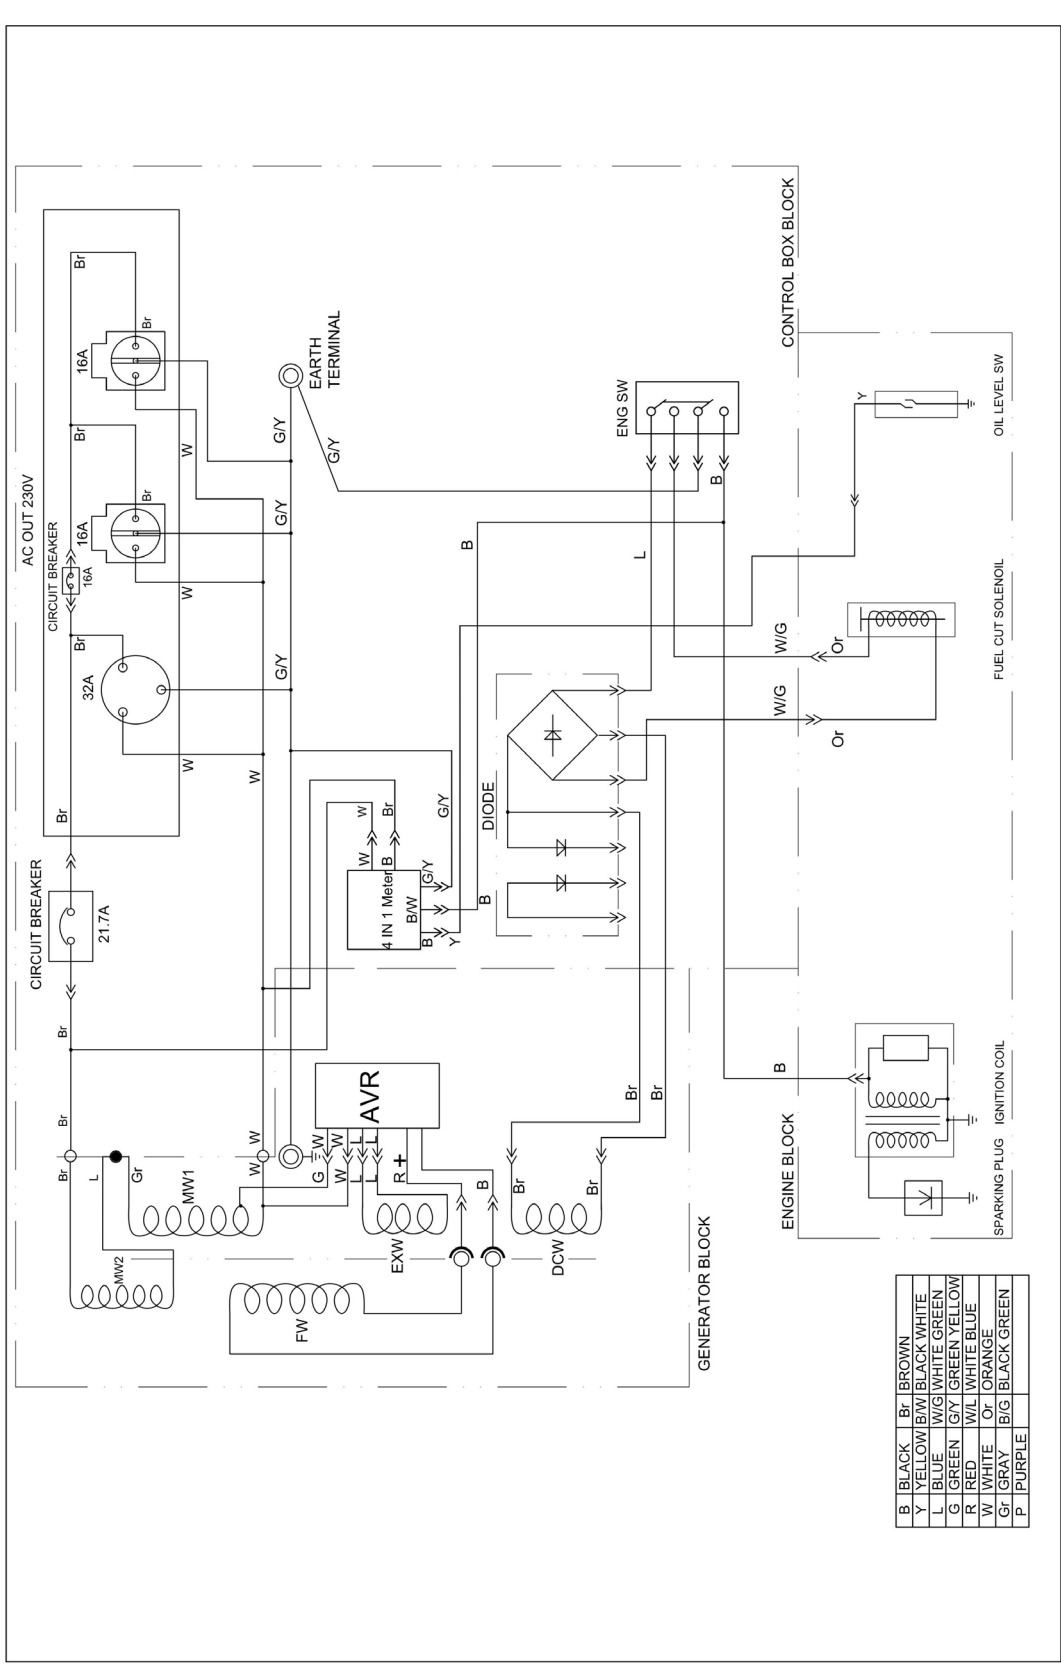 AC OUT 230V
CIRCUIT BREAKER
21.7A
Br
Br
Br
Br
Br
L
Gr
MW1
MW2
32A
Br
CIRCUIT BREAKER
16A
16A
Br
Br
16A
Br
Br
W
W
W
W
W
W
G/Y
G/Y
G/Y
G/Y
G/Y
EARTH
TERMINAL
4 IN 1 Meter
W
W
B
Br
G/Y
B/W
B
Y
B
B
DIODE
ENG SW
B
L
W/G
W/G
Or
Or
CONTROL BOX BLOCK
AVR
G
W
W
W
L
L
L
L
R
+
B
EXW
FW
DCW
Br
Br
Br
Br
GENERATOR BLOCK
ENGINE BLOCK
B
SPARKING PLUG
IGNITION COIL
FUEL CUT SOLENOIL
OIL LEVEL SW
Y
B BLACK Br BROWN
Y YELLOW B/W BLACK WHITE
L BLUE W/G WHITE GREEN
G GREEN G/Y GREEN YELLOW
R RED W/L WHITE BLUE
W WHITE Or ORANGE
Gr GRAY B/G BLACK GREEN
P PURPLE